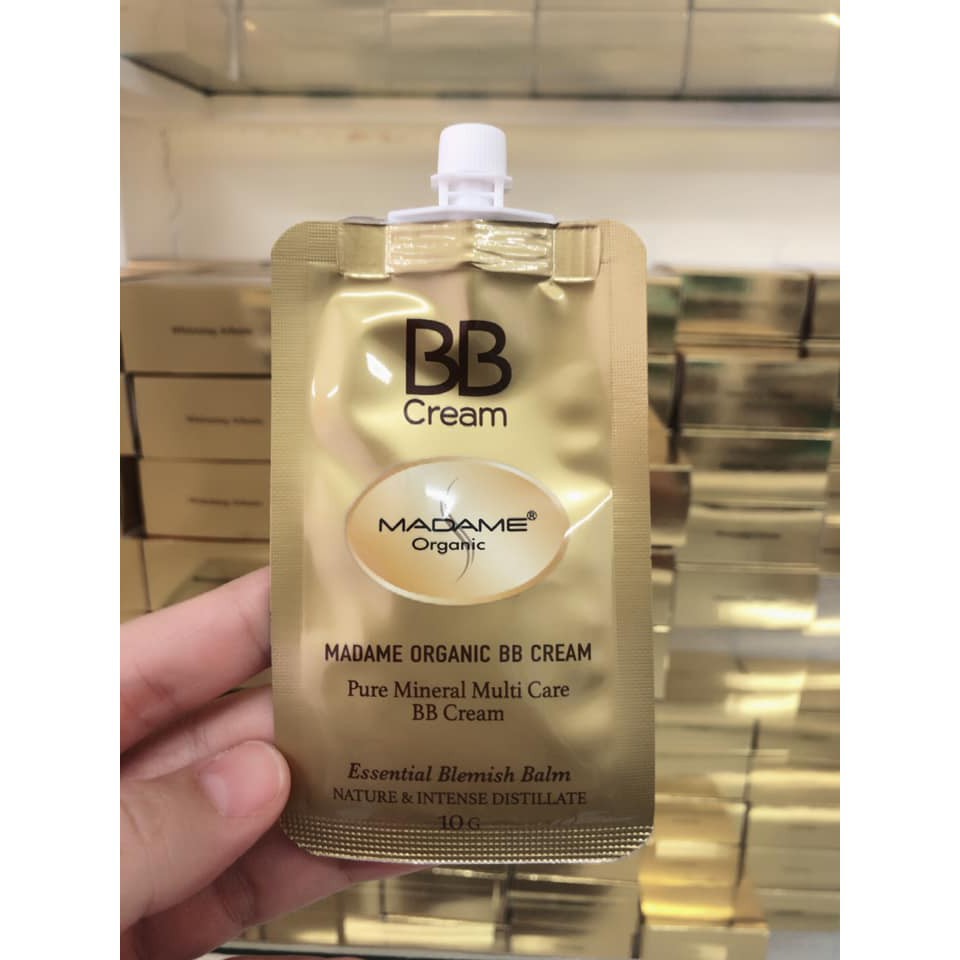 BB
Cream
MADAME®
Organic
MADAME ORGANIC BB CREAM
Pure Mineral Multi Care
BB Cream
Essential Blemish Balm
NATURE & INTENSE DISTILLATE
10 G